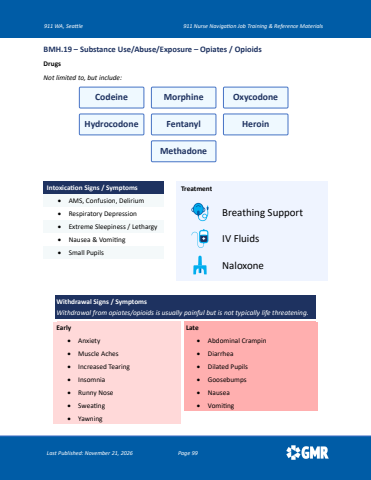 911 WA, Seattle
911 Nurse Navigation Job Training & Reference Materials
BMH.19 – Substance Use/Abuse/Exposure – Opiates / Opioids
Drugs
Not limited to, but include:
Codeine
Morphine
Oxycodone
Hydrocodone
Fentanyl
Heroin
Methadone
Intoxication Signs / Symptoms
• AMS, Confusion, Delirium
• Respiratory Depression
• Extreme Sleepiness / Lethargy
• Nausea & Vomiting
• Small Pupils
Treatment
Breathing Support
IV Fluids
Naloxone
Withdrawal Signs / Symptoms
Withdrawal from opiates/opioids is usually painful but is not typically life threatening.
Early
• Anxiety
• Muscle Aches
• Increased Tearing
• Insomnia
• Runny Nose
• Sweating
• Yawning
Late
• Abdominal Crampin
• Diarrhea
• Dilated Pupils
• Goosebumps
• Nausea
• Vomiting
Last Published: November 21, 2026
Page 99
GMR